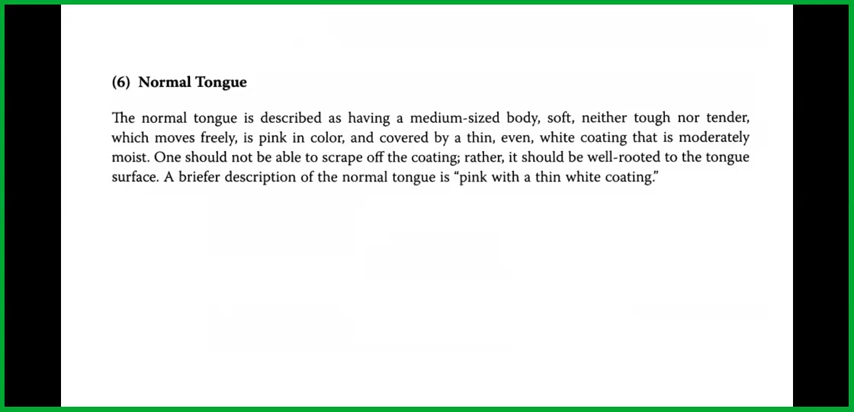 (6) Normal Tongue
The normal tongue is described as having a medium-sized body, soft, neither tough nor tender,
which moves freely, is pink in color, and covered by a thin, even, white coating that is moderately
moist. One should not be able to scrape off the coating; rather, it should be well-rooted to the tongue
surface. A briefer description of the normal tongue is “pink with a thin white coating.”